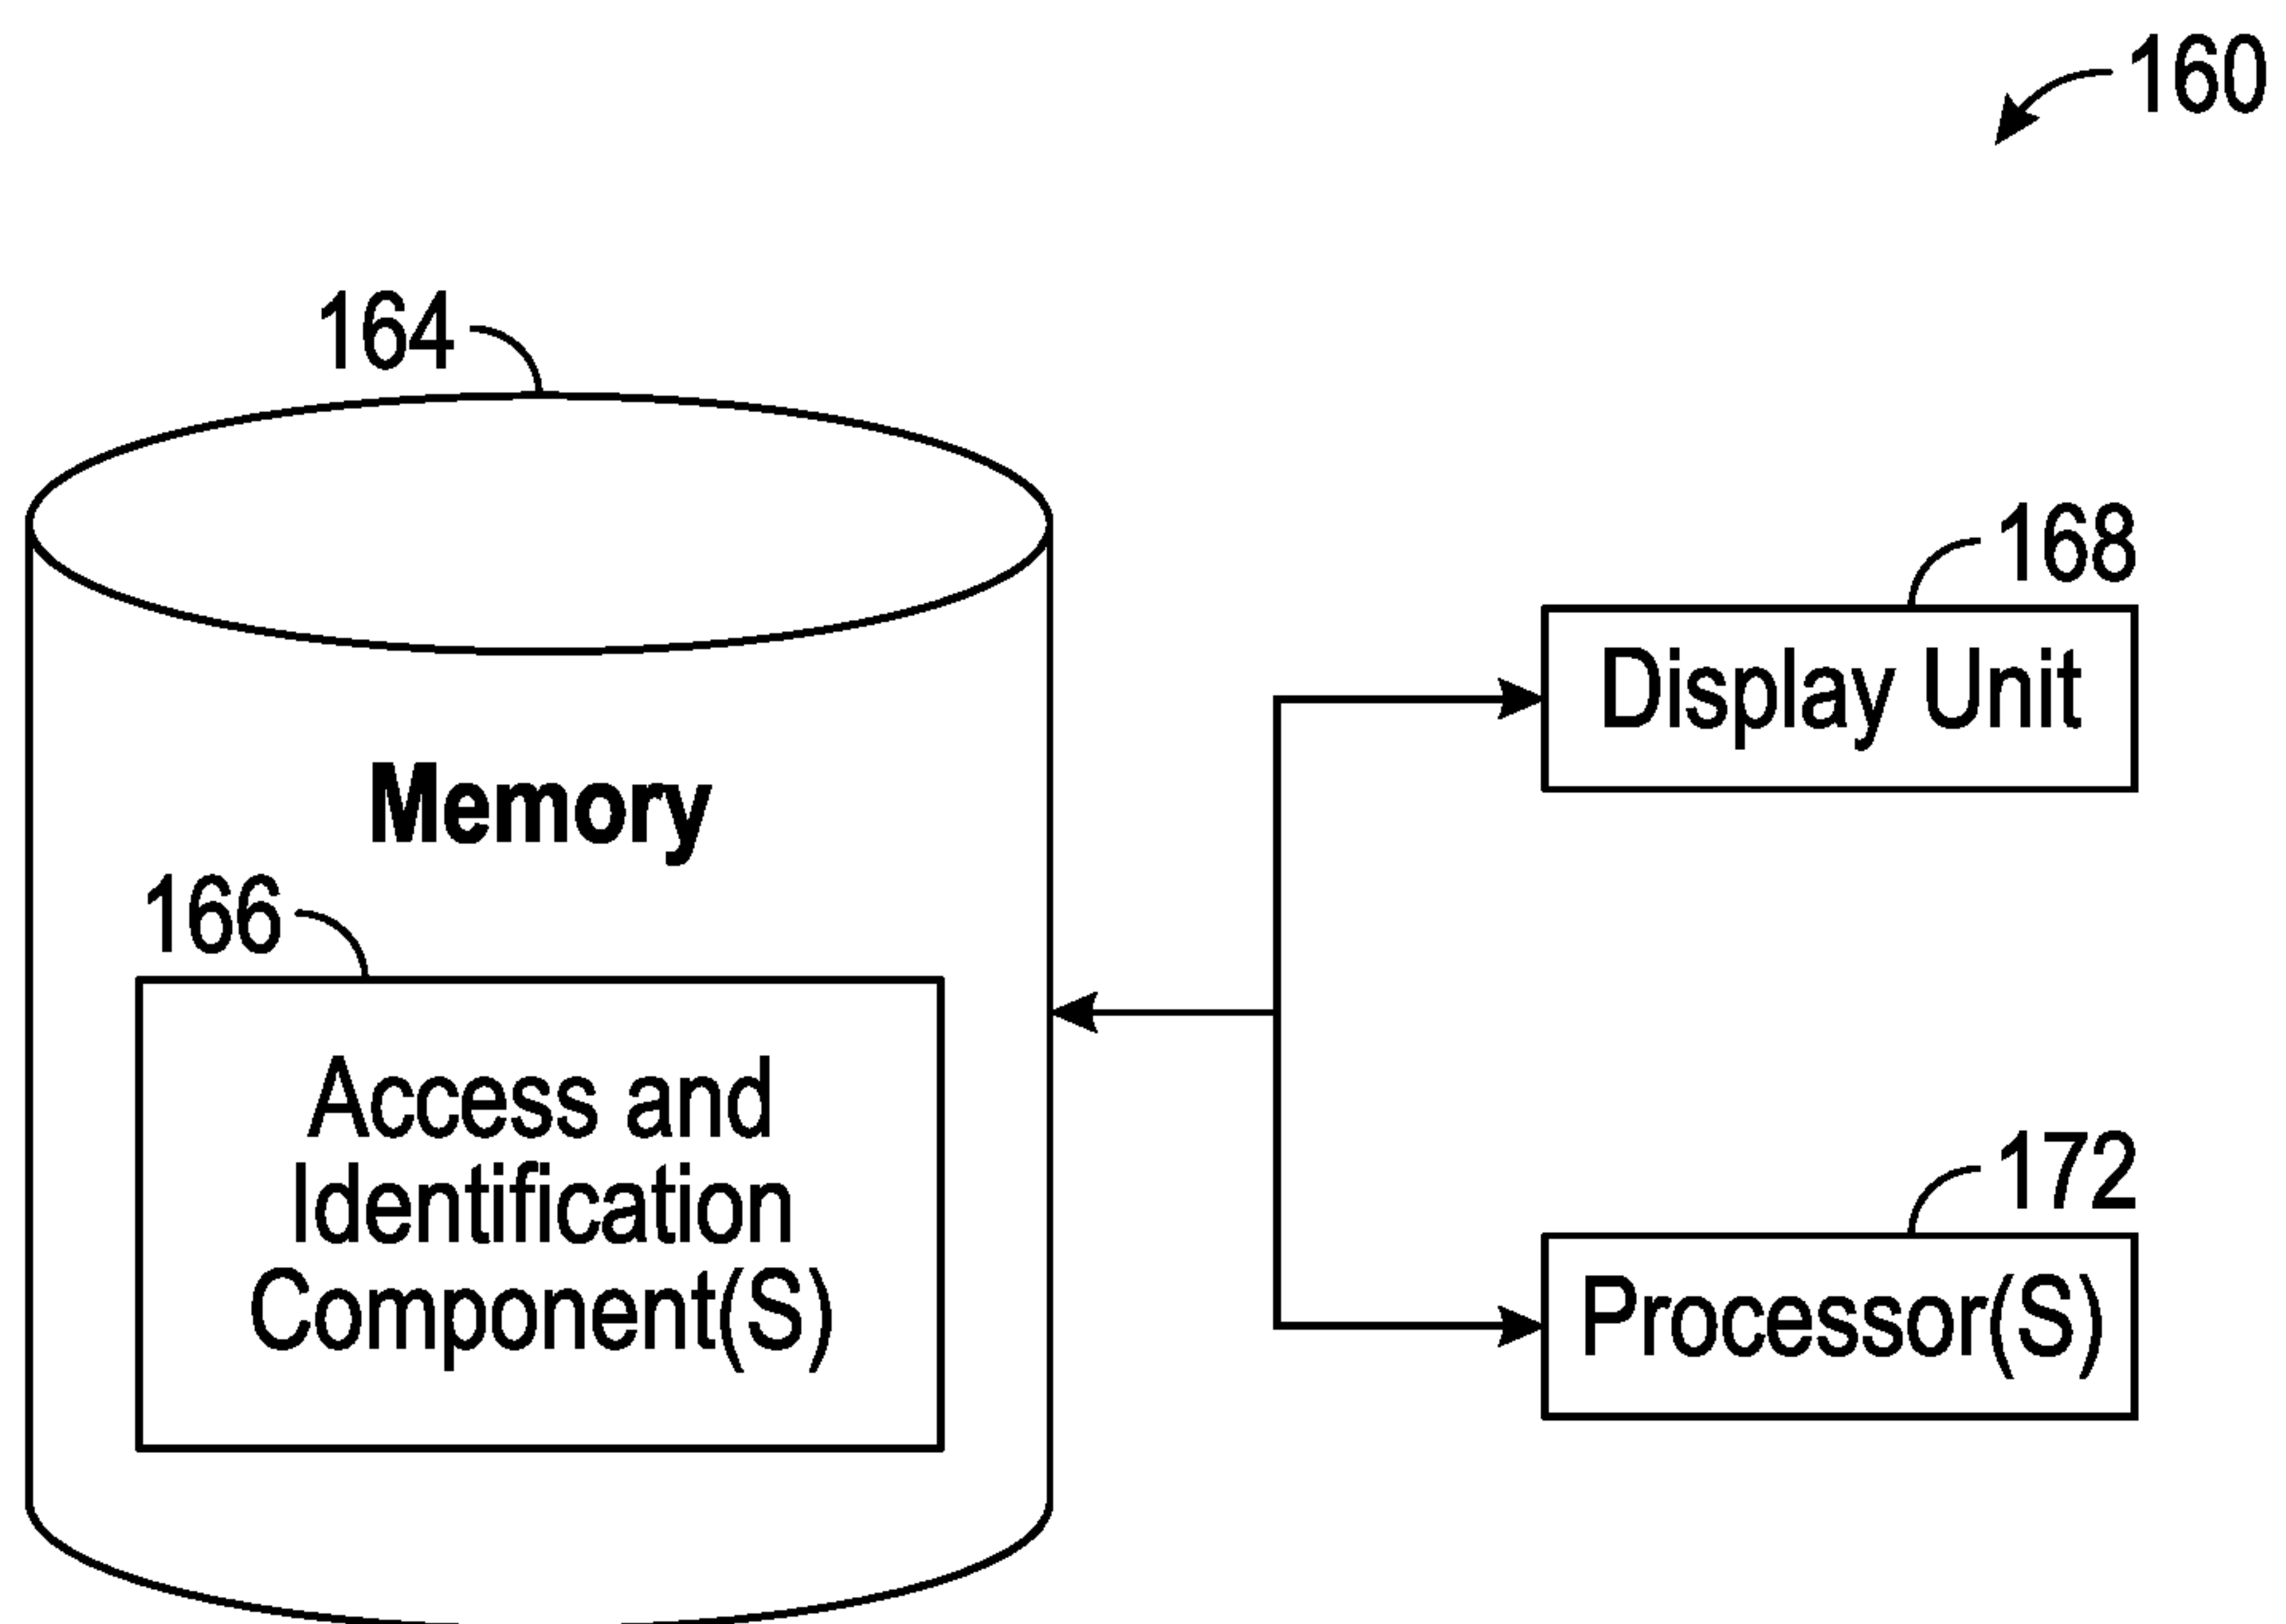 160
164
168
Display Unit
Memory
166
Access and
Identification
Component(S)
172
Processor(S)